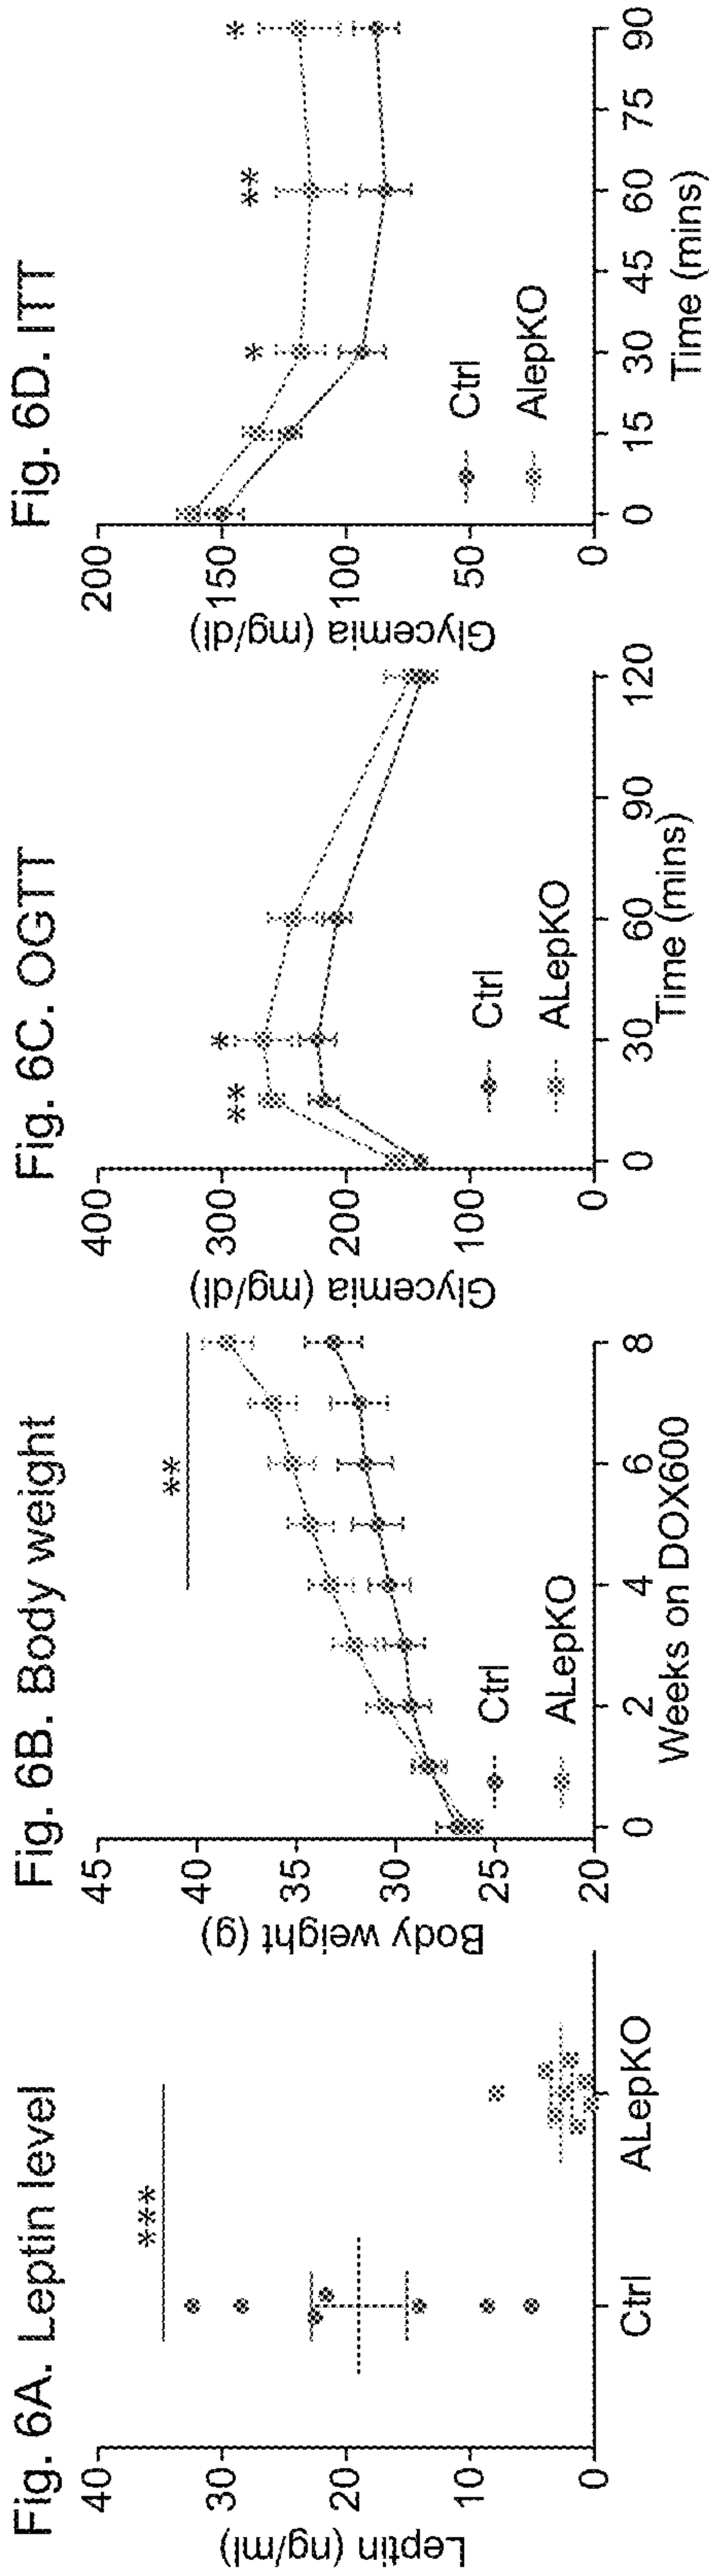 Fig. 6A. Leptin level
Leptin (ng/ml)
40
30
20
10
0
***
Ctrl
ALepKO
Fig. 6B. Body weight
Body weight (g)
45
40
35
30
25
20
**
Ctrl
ALepKO
0 2 4 6 8
Weeks on DOX600
Fig. 6C. OGTT
Glycemia (mg/dl)
400
300
200
100
0
** *
Ctrl
ALepKO
0 30 60 90 120
Time (mins)
Fig. 6D. ITT
Glycemia (mg/dl)
200
150
100
50
0
* ** *
Ctrl
AlepKO
0 15 30 45 60 75 90
Time (mins)